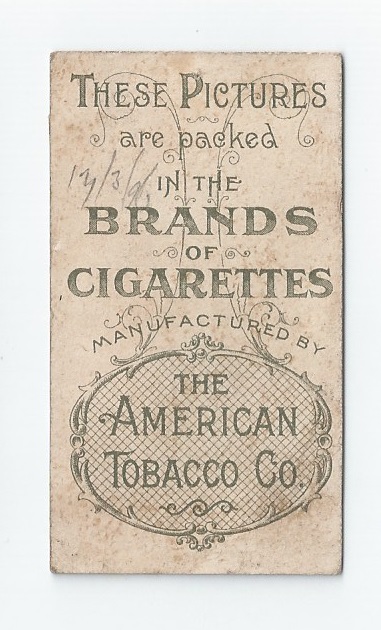 THESE PICTURES
are packed
IN THE
BRANDS
OF
CIGARETTES
MANUFACTURED BY
THE
AMERICAN
TOBACCO CO.